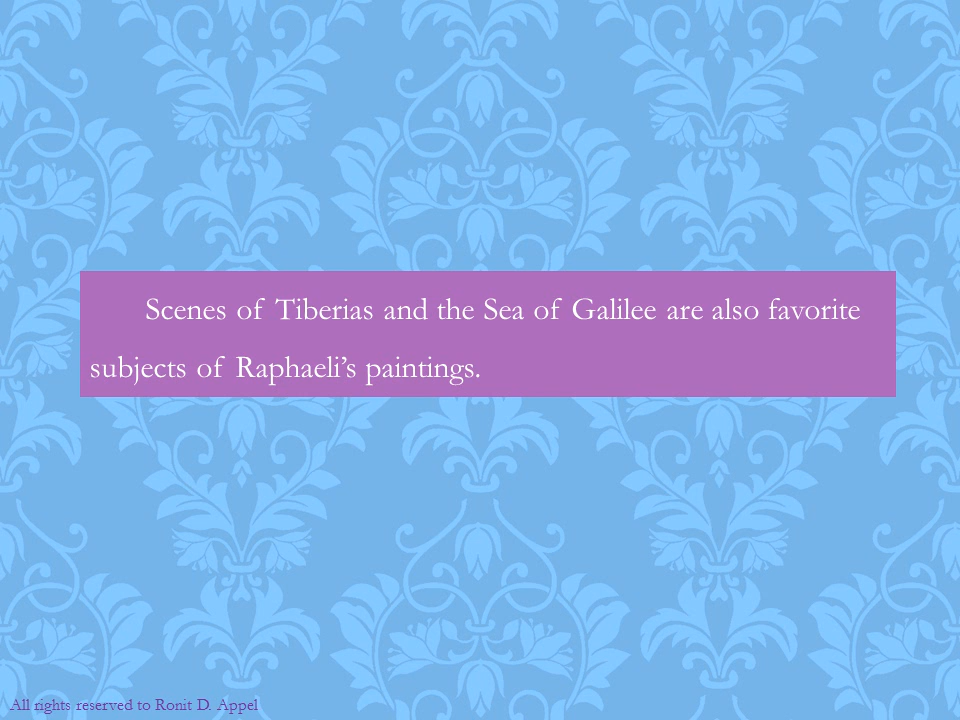 Scenes of Tiberias and the Sea of Galilee are also favorite
subjects of Raphaeli’s paintings.
All rights reserved to Ronit D. Appel